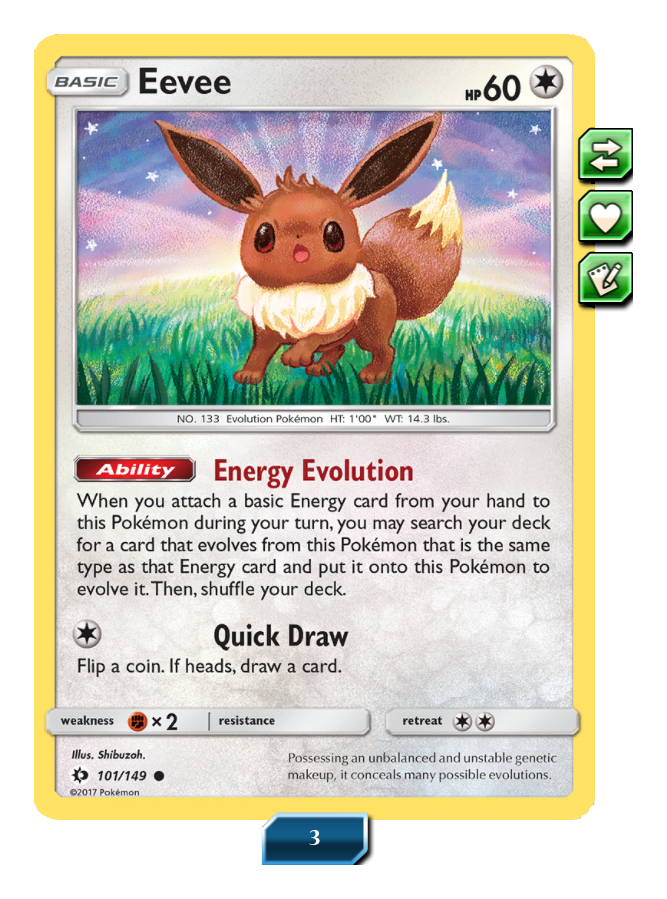 BASIC Eevee HP 60
NO. 133 Evolution Pokémon HT: 1'00" WT: 14.3 lbs.
Ability Energy Evolution
When you attach a basic Energy card from your hand to
this Pokémon during your turn, you may search your deck
for a card that evolves from this Pokémon that is the same
type as that Energy card and put it onto this Pokémon to
evolve it. Then, shuffle your deck.
Quick Draw
Flip a coin. If heads, draw a card.
weakness ×2 resistance retreat
Illus. Shibuzoh.
101/149
©2017 Pokémon
Possessing an unbalanced and unstable genetic
makeup, it conceals many possible evolutions.
3